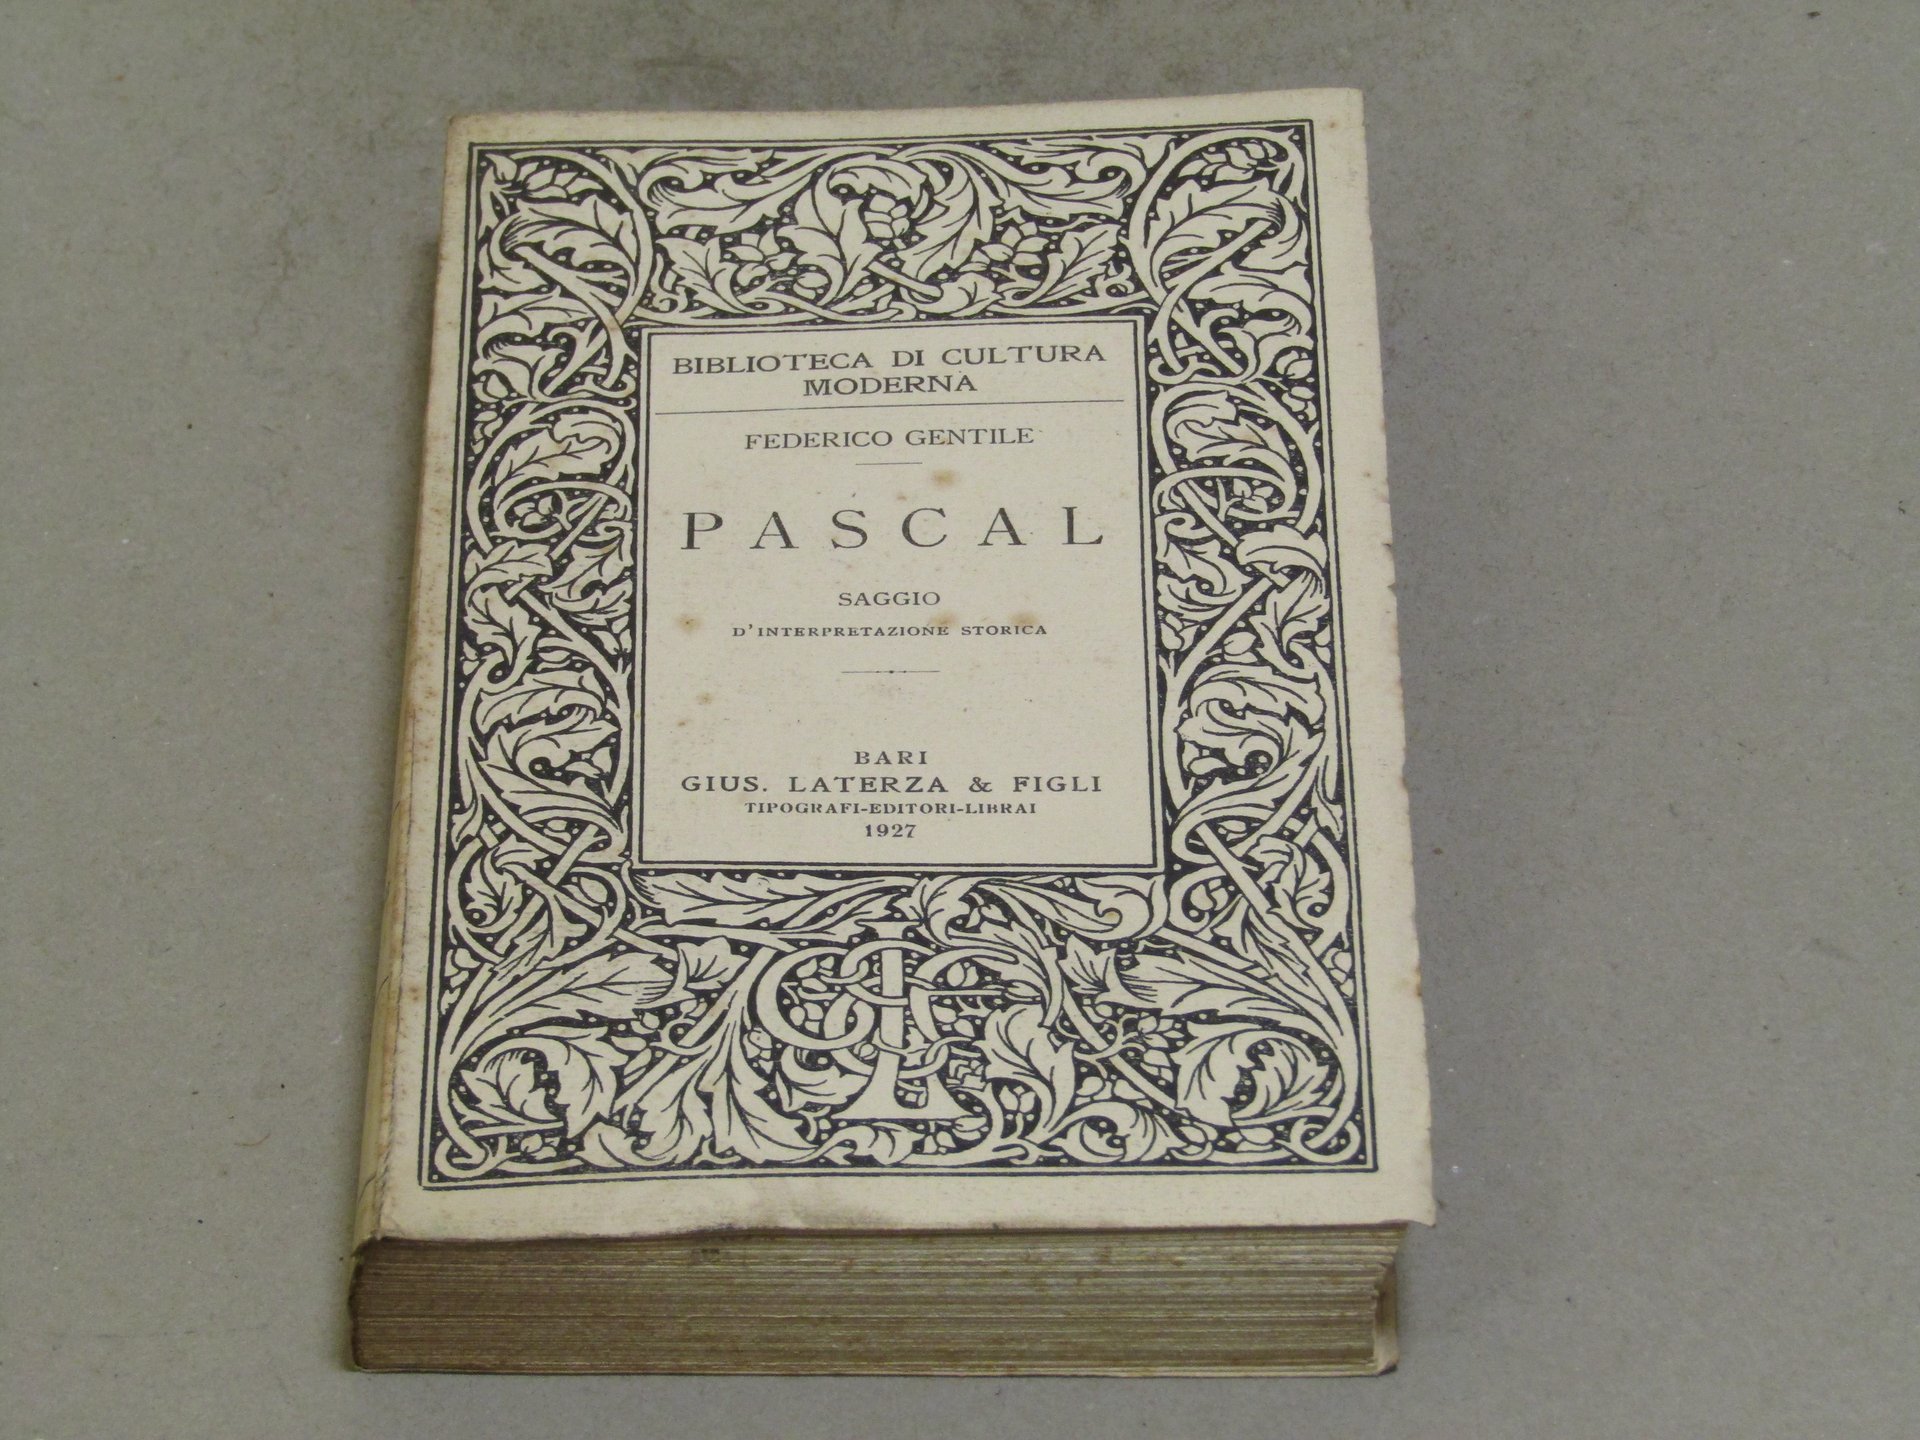 BIBLIOTECA DI CULTURA
MODERNA
FEDERICO GENTILE
PASCAL
SAGGIO
D'INTERPRETAZIONE STORICA
BARI
GIUS. LATERZA & FIGLI
TIPOGRAFI-EDITORI-LIBRAI
1927